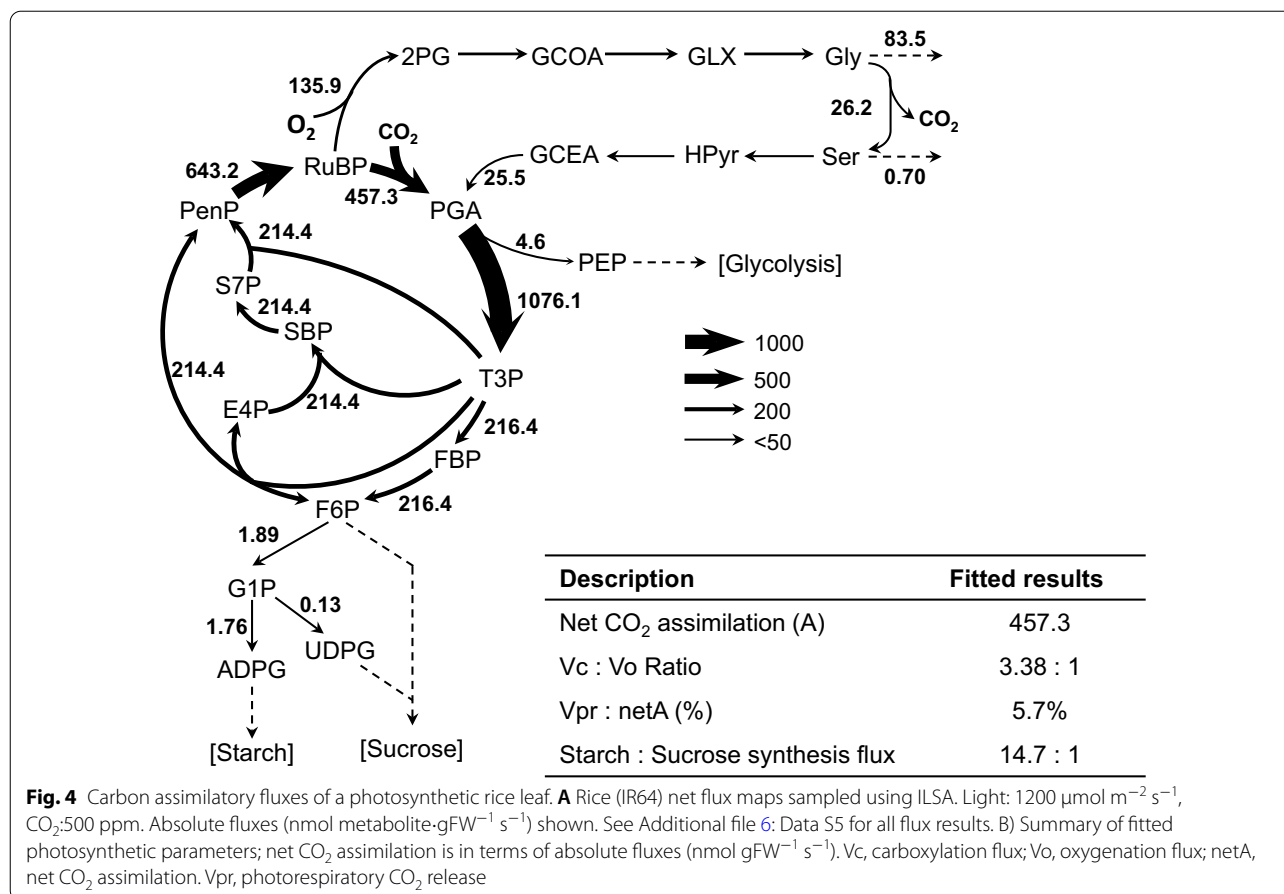 2PG GCOA GLX Gly 83.5
135.9
O2
26.2
CO2
CO2
RuBP
GCEA HPyr Ser
643.2
457.3
25.5
0.70
PenP
PGA
214.4
4.6
PEP [Glycolysis]
S7P
1076.1
214.4
SBP
1000
214.4
T3P
500
E4P
214.4
200
216.4
<50
FBP
216.4
F6P
1.89
G1P
0.13
1.76
UDPG
ADPG
[Starch] [Sucrose]
Description Fitted results
Net CO2 assimilation (A) 457.3
Vc : Vo Ratio 3.38 : 1
Vpr : netA (%) 5.7%
Starch : Sucrose synthesis flux 14.7 : 1
Fig. 4 Carbon assimilatory fluxes of a photosynthetic rice leaf. A Rice (IR64) net flux maps sampled using ILSA. Light: 1200 µmol m−2 s−1,
CO2:500 ppm. Absolute fluxes (nmol metabolite·gFW−1 s−1) shown. See Additional file 6: Data S5 for all flux results. B) Summary of fitted
photosynthetic parameters; net CO2 assimilation is in terms of absolute fluxes (nmol gFW−1 s−1). Vc, carboxylation flux; Vo, oxygenation flux; netA,
net CO2 assimilation. Vpr, photorespiratory CO2 release